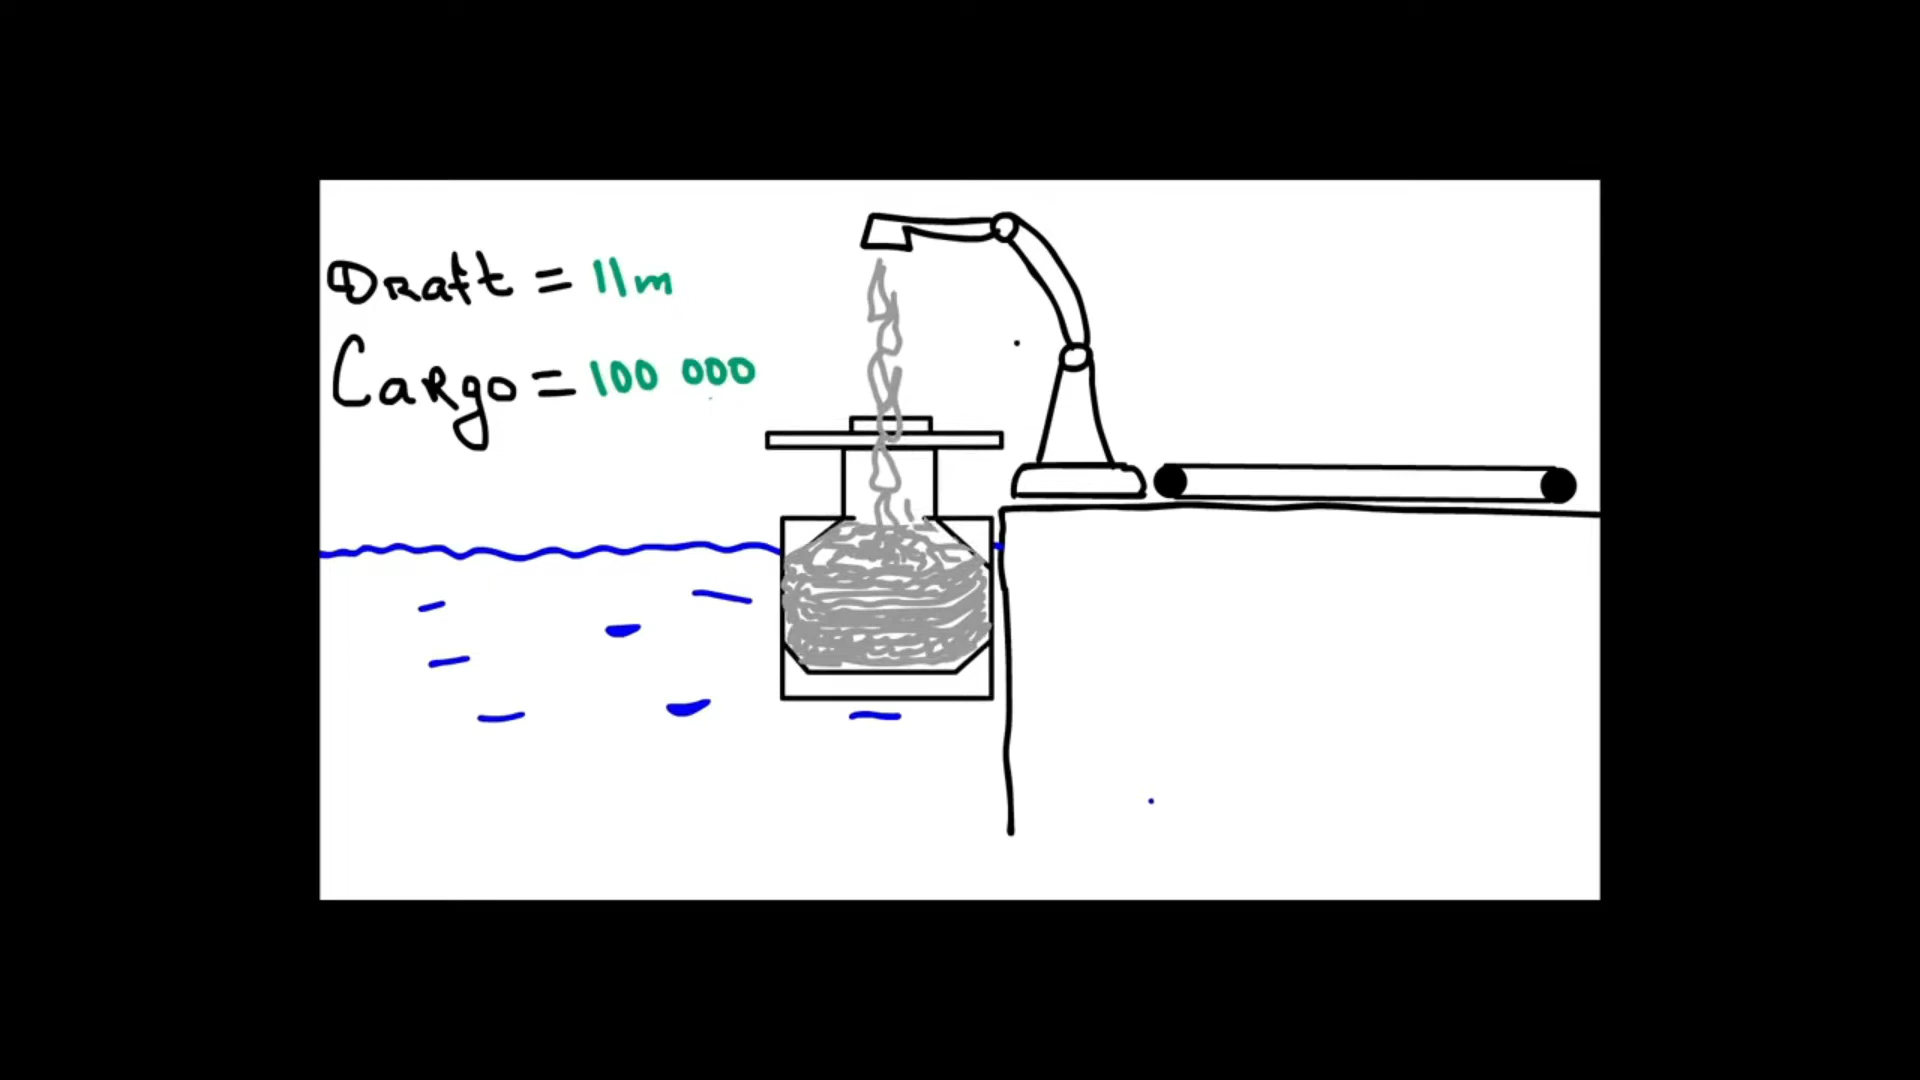 Draft = 11m
Cargo = 100 000